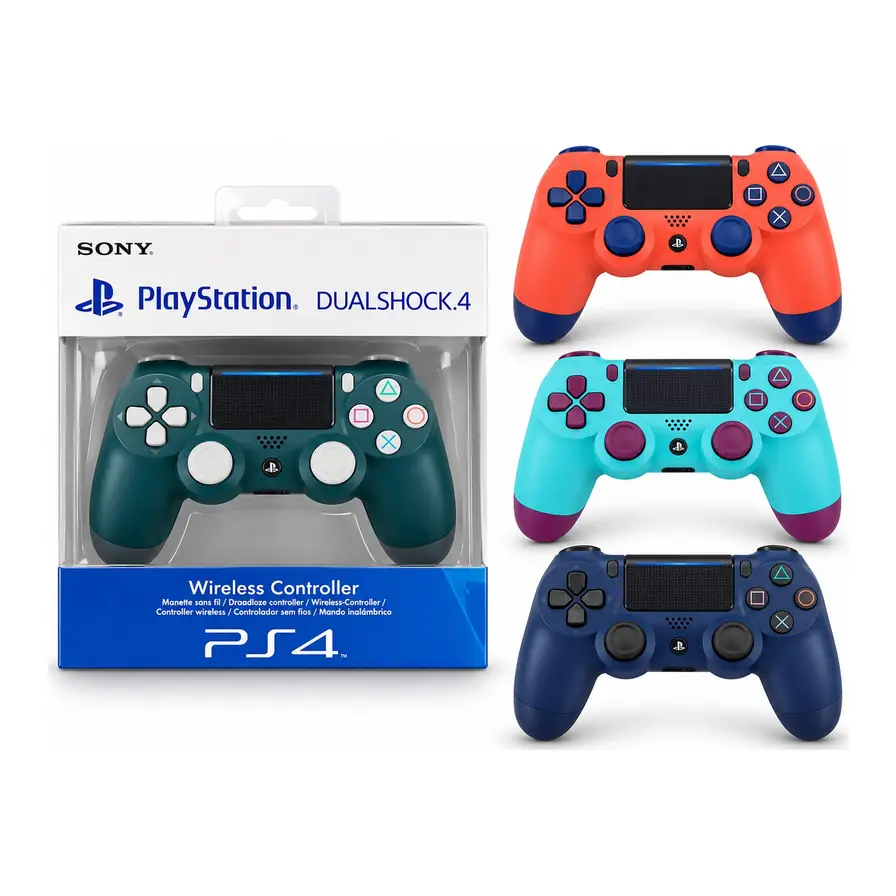 SONY®
PlayStation® DUALSHOCK.4
Wireless Controller
Manette sans fil / Draadloze controller / Wireless-Controller /
Controller wireless / Controlador sem fios / Mando inalámbrico
PS4™